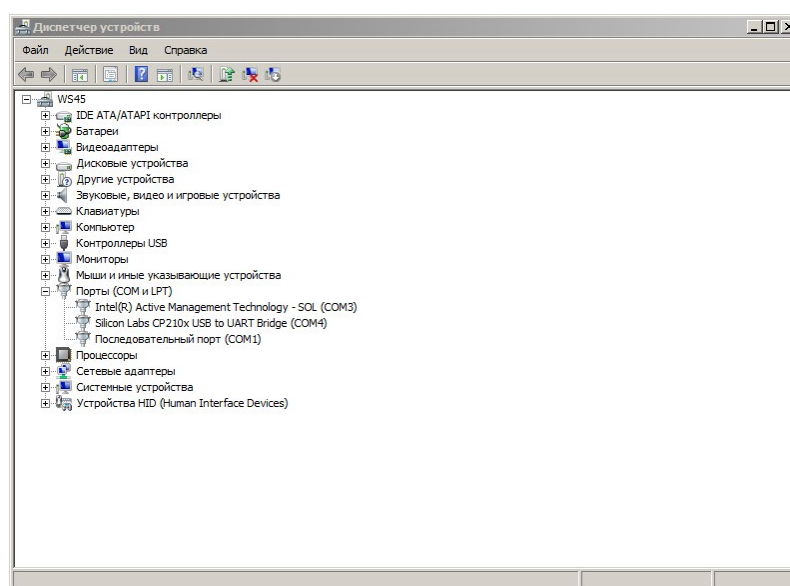 Диспетчер устройств
Файл Действие Вид Справка
WS45
IDE ATA/ATAPI контроллеры
Батареи
Видеоадаптеры
Дисковые устройства
Другие устройства
Звуковые, видео и игровые устройства
Клавиатуры
Компьютер
Контроллеры USB
Мониторы
Мыши и иные указывающие устройства
Порты (COM и LPT)
Intel(R) Active Management Technology - SOL (COM3)
Silicon Labs CP210x USB to UART Bridge (COM4)
Последовательный порт (COM1)
Процессоры
Сетевые адаптеры
Системные устройства
Устройства HID (Human Interface Devices)